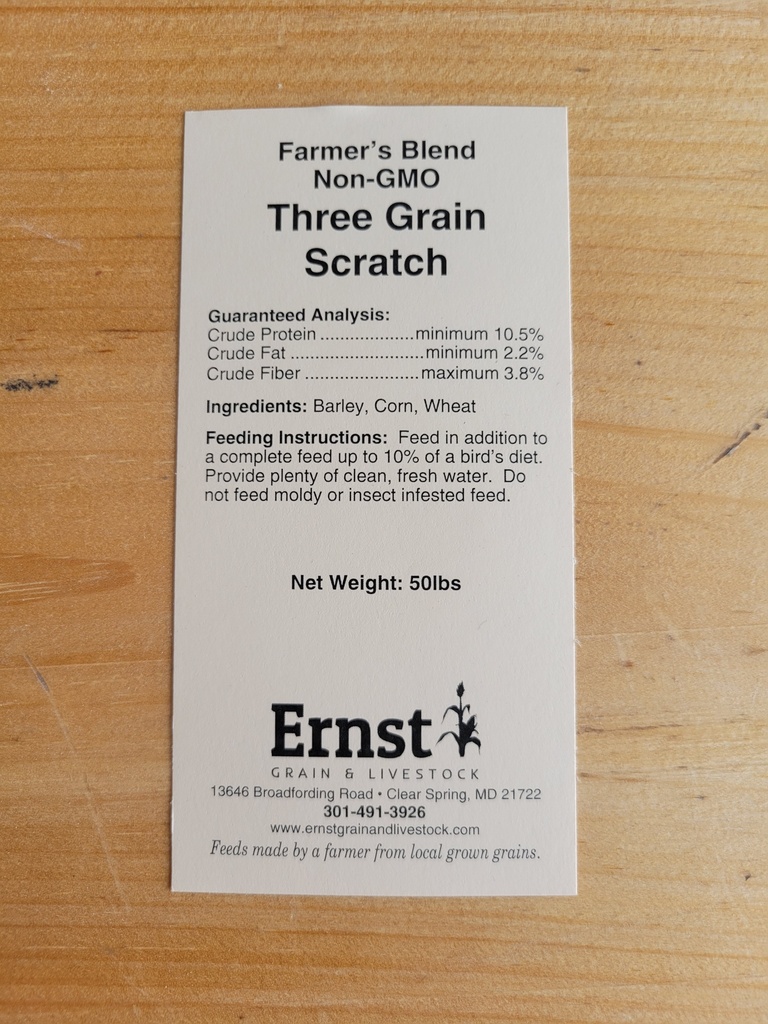 Farmer's Blend
Non-GMO
Three Grain
Scratch
Guaranteed Analysis:
Crude Protein ...................minimum 10.5%
Crude Fat ...........................minimum 2.2%
Crude Fiber .......................maximum 3.8%
Ingredients: Barley, Corn, Wheat
Feeding Instructions: Feed in addition to
a complete feed up to 10% of a bird's diet.
Provide plenty of clean, fresh water. Do
not feed moldy or insect infested feed.
Net Weight: 50lbs
Ernst
GRAIN & LIVESTOCK
13646 Broadfording Road • Clear Spring, MD 21722
301-491-3926
www.ernstgrainandlivestock.com
Feeds made by a farmer from local grown grains.